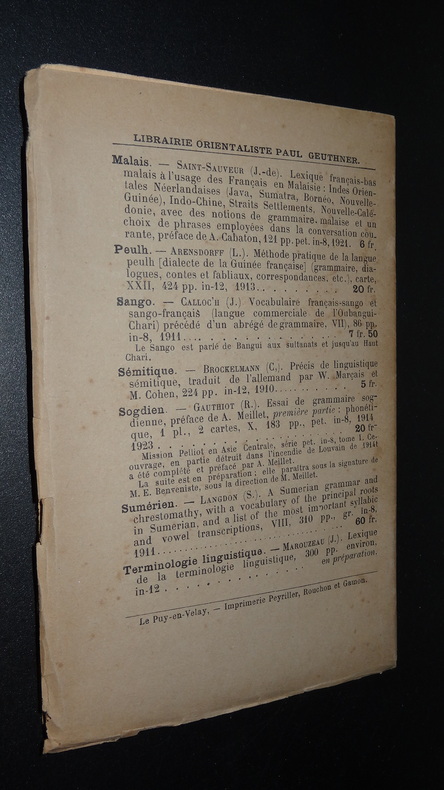 LIBRAIRIE ORIENTALISTE PAUL GEUTHNER.
Malais. — SAINT-SAUVEUR (J.-de). Lexique français-bas
malais à l'usage des Français en Malaisie : Indes Orien-
tales Néerlandaises (Java, Sumatra, Bornéo, Nouvelle-
Guinée), Indo-Chine, Straits Settlements, Nouvelle-Calé-
donie, avec des notions de grammaire malaise et un
choix de phrases employées dans la conversation cou-
rante, préface de A. Cabaton, 121 pp. pet. in-8, 1921. 6 fr.
Peulh. — ARENSDORFF (L.). Méthode pratique de la langue
peulh [dialecte de la Guinée française] (grammaire, dia-
logues, contes et fabliaux, correspondances, etc.), carte,
XXII, 424 pp. in-12, 1913. . . . . . . . . 20 fr.
Sango. — CALLOC'H (J.) Vocabulaire français-sango et
sango-français (langue commerciale de l'Oubangui-
Chari) précédé d'un abrégé de grammaire, VII, 86 pp.
in-8, 1911. . . . . . . . . . . . . 7 fr. 50
Le Sango est parlé de Bangui aux sultanats et jusqu'au Haut
Chari.
Sémitique. — BROCKELMANN (C.). Précis de linguistique
sémitique, traduit de l'allemand par W. Marçais et
M. Cohen, 224 pp. in-12, 1910. . . . . . . . . 5 fr.
Sogdien. — GAUTHIOT (R.). Essai de grammaire sog-
dienne, préface de A. Meillet, première partie : phonéti-
que, 1 pl., 2 cartes, X, 183 pp., pet. in-8, 1914-
1923 . . . . . . . . . . . . . . 20 fr.
Mission Pelliot en Asie Centrale, série pet. in-8, tome I. Ce
ouvrage, en partie détruit dans l'incendie de Louvain de 1914
a été complété et préfacé par A. Meillet.
La suite est en préparation : elle paraîtra sous la signature de
M. E. Benveniste, sous la direction de M. Meillet.
Sumérien. — LANGDON (S.). A Sumerian grammar and
chrestomathy, with a vocabulary of the principal roots
in Sumerian, and a list of the most important syllabic
and vowel transcriptions, VIII, 310 pp., gr. in-8.
1911. . . . . . . . . . . . . . . 60 fr.
Terminologie linguistique. — MAROUZEAU (J.). Lexique
de la terminologie linguistique, 300 pp. environ,
in-12 . . . . . . . . . . . . en préparation.
Le Puy-en-Velay. — Imprimerie Peyriller, Rouchon et Gamon.